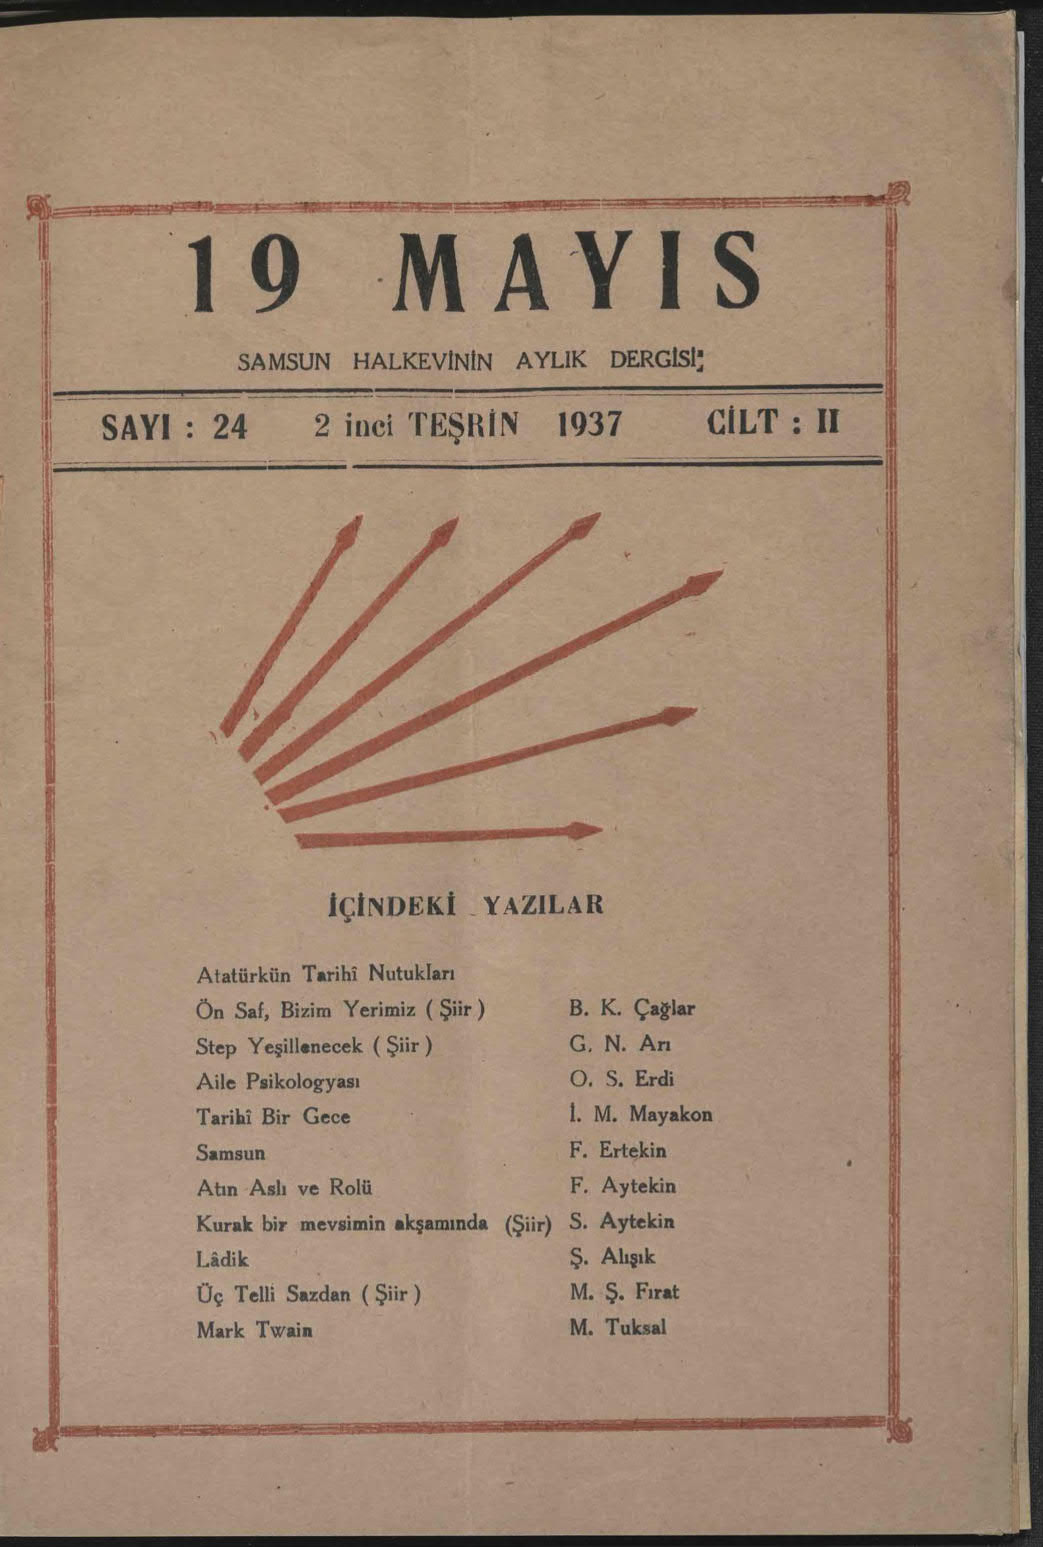 19 MAYIS
SAMSUN HALKEVİNİN AYLIK DERGİSİ
SAYI : 24 2 inci TEŞRİN 1937 CİLT : II
İÇİNDEKİ YAZILAR
Atatürkün Tarihî Nutukları
Ön Saf, Bizim Yerimiz ( Şiir ) B. K. Çağlar
Step Yeşillenecek ( Şiir ) G. N. Arı
Aile Psikologyası O. S. Erdi
Tarihî Bir Gece İ. M. Mayakon
Samsun F. Ertekin
Atın Aslı ve Rolü F. Aytekin
Kurak bir mevsimin akşamında (Şiir) S. Aytekin
Lâdik Ş. Alışık
Üç Telli Sazdan ( Şiir ) M. Ş. Fırat
Mark Twain M. Tuksal